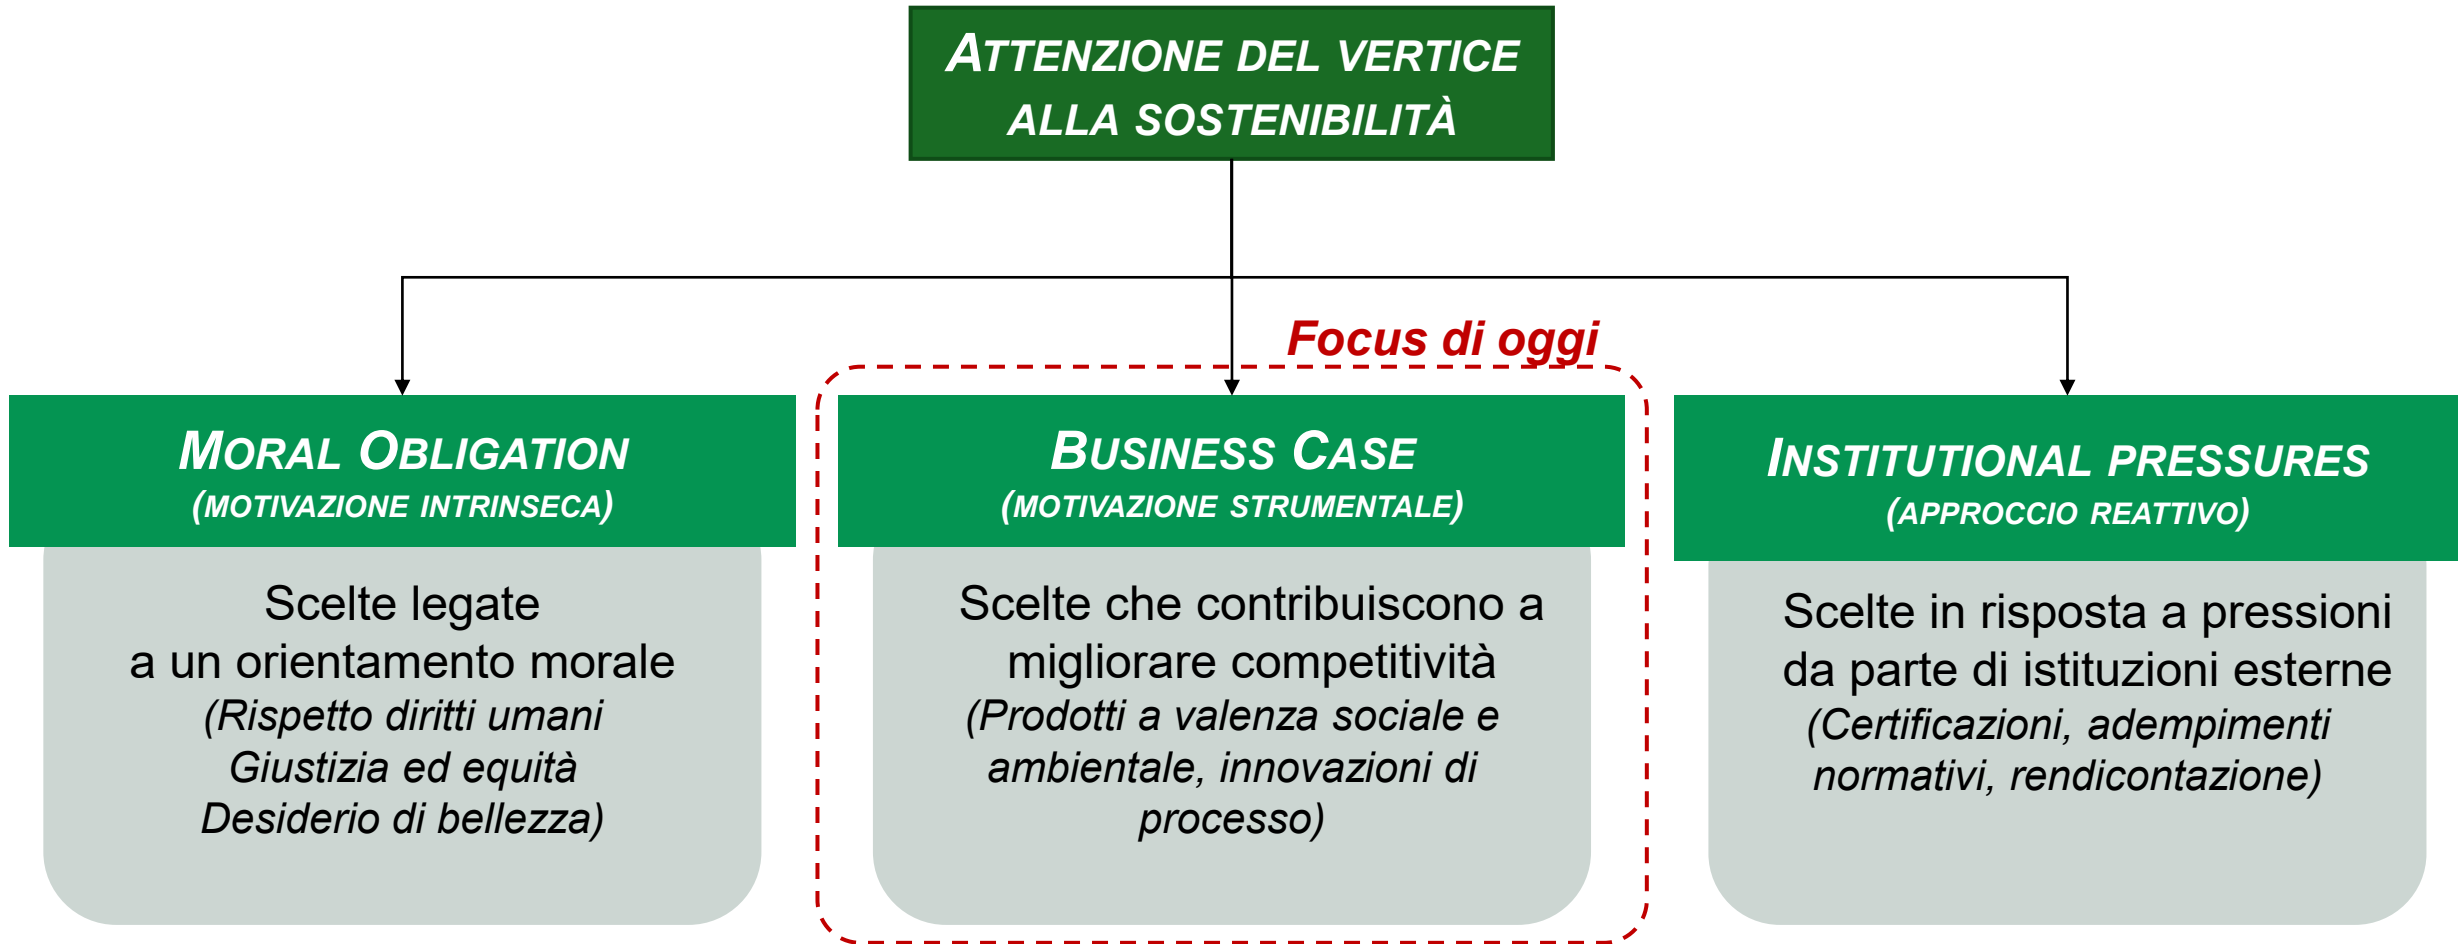 ATTENZIONE DEL VERTICE
ALLA SOSTENIBILITÀ
Focus di oggi
MORAL OBLIGATION
(MOTIVAZIONE INTRINSECA)
Scelte legate
a un orientamento morale
(Rispetto diritti umani
Giustizia ed equità
Desiderio di bellezza)
BUSINESS CASE
(MOTIVAZIONE STRUMENTALE)
Scelte che contribuiscono a
migliorare competitività
(Prodotti a valenza sociale e
ambientale, innovazioni di
processo)
INSTITUTIONAL PRESSURES
(APPROCCIO REATTIVO)
Scelte in risposta a pressioni
da parte di istituzioni esterne
(Certificazioni, adempimenti
normativi, rendicontazione)